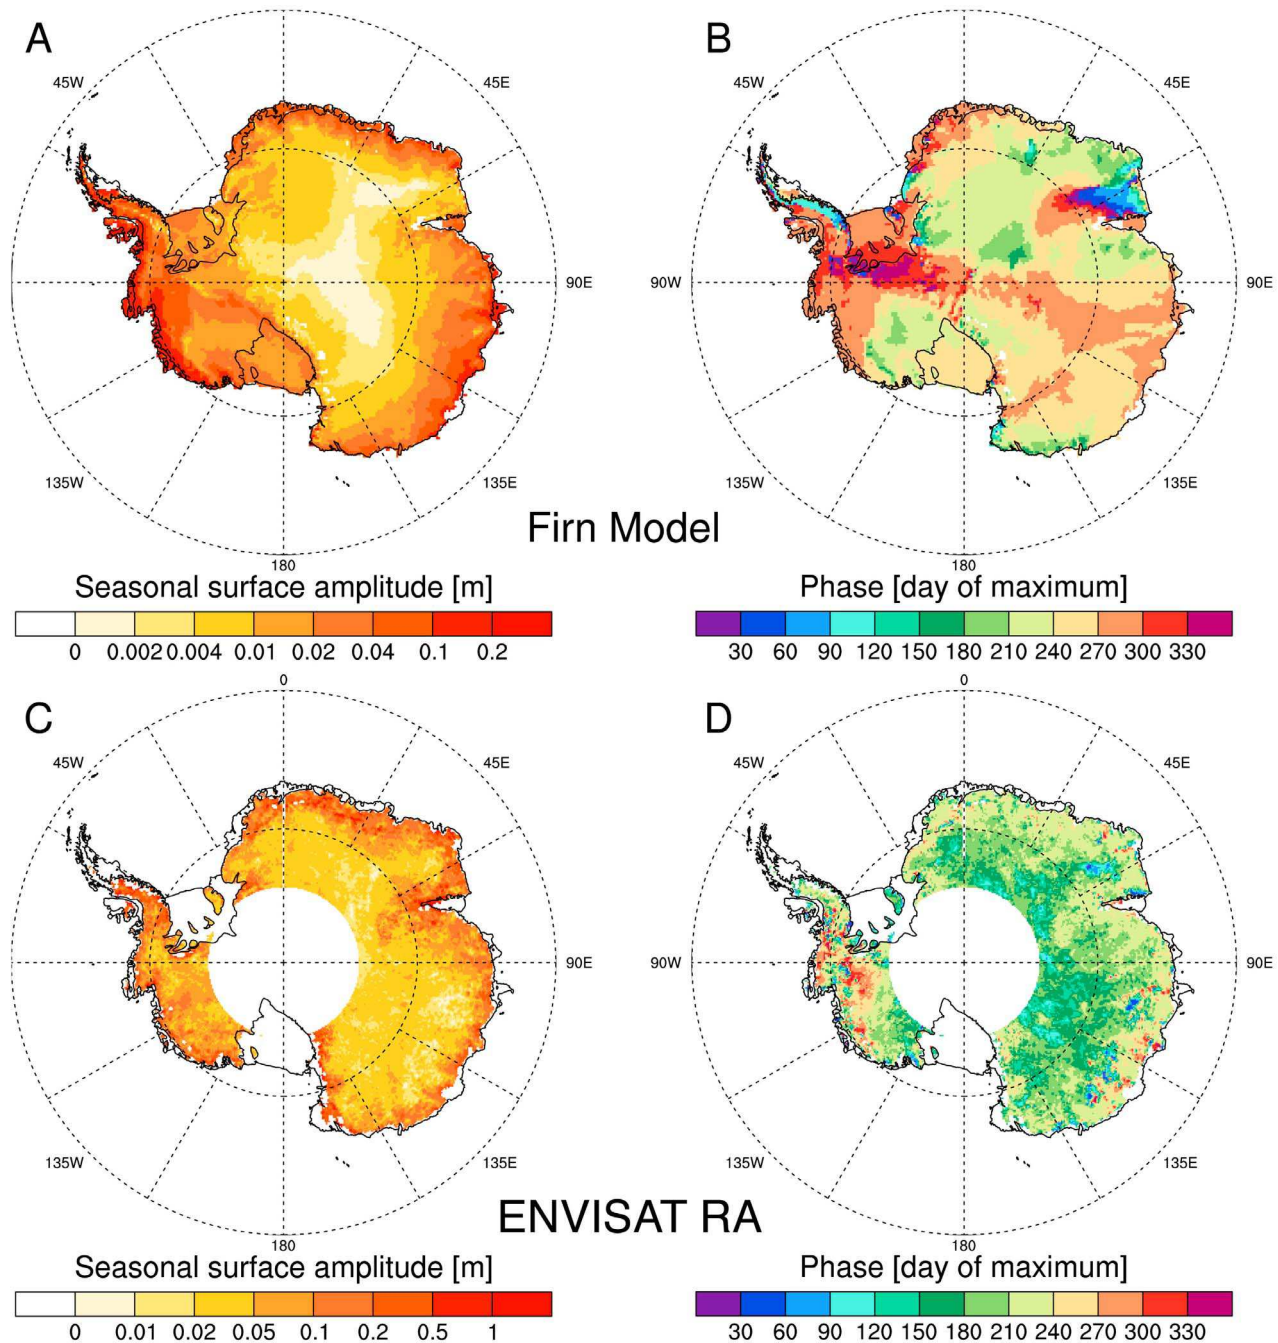 A B
45W 45E 45W 45E
90E 90W 90E
135W 135E 135W 135E
Firn Model
180 180
Seasonal surface amplitude [m] Phase [day of maximum]
0 0.002 0.004 0.01 0.02 0.04 0.1 0.2 30 60 90 120 150 180 210 240 270 300 330
0 0
C D
45W 45E 45W 45E
90E 90W 90E
135W 135E 135W 135E
ENVISAT RA
180 180
Seasonal surface amplitude [m] Phase [day of maximum]
0 0.01 0.02 0.05 0.1 0.2 0.5 1 30 60 90 120 150 180 210 240 270 300 330